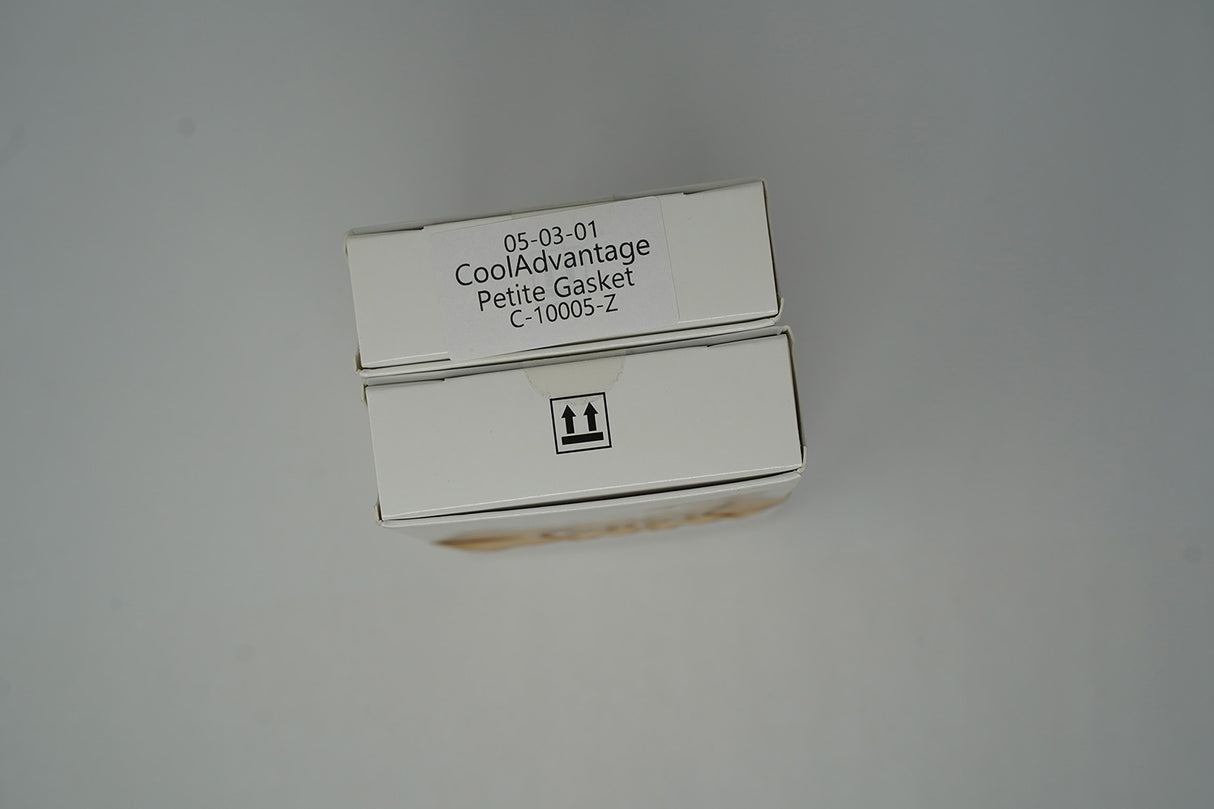 05-03-01
CoolAdvantage
Petite Gasket
C-10005-Z